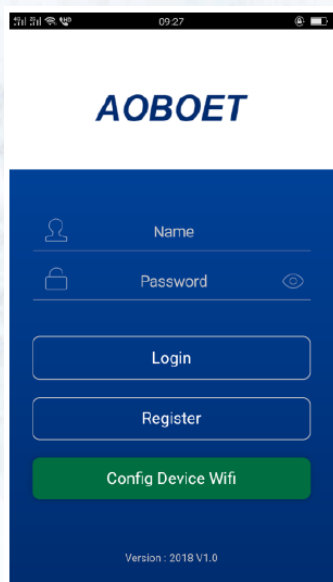 09:27
AOBOET
Name
Password
Login
Register
Config Device Wifi
Version : 2018 V1.0